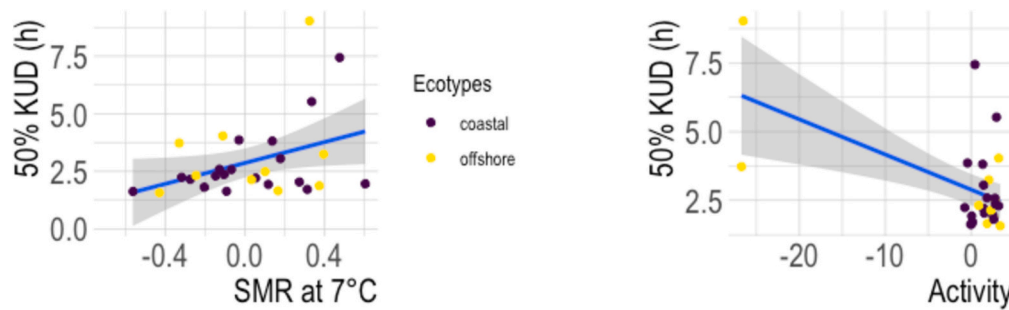 50% KUD (h)
7.5
5.0
2.5
0.0
-0.4 0.0 0.4
SMR at 7°C
Ecotypes
coastal
offshore
50% KUD (h)
7.5
5.0
2.5
-20 -10 0
Activity